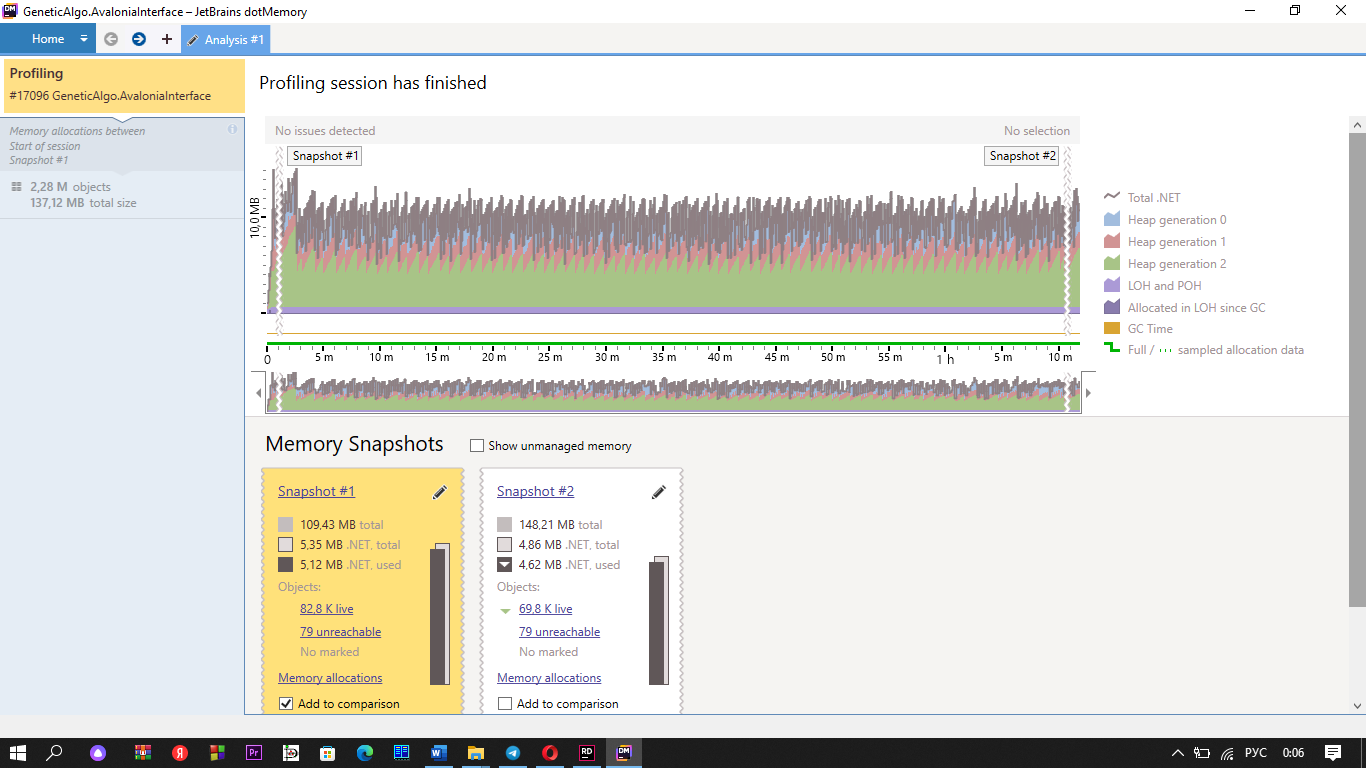 GeneticAlgo.AvaloniaInterface – JetBrains dotMemory
Home
Analysis #1
Profiling
#17096 GeneticAlgo.AvaloniaInterface
Memory allocations between
Start of session
Snapshot #1
2,28 M objects
137,12 MB total size
Profiling session has finished
No issues detected
No selection
Snapshot #1
Snapshot #2
10,0 MB
0
5 m
10 m
15 m
20 m
25 m
30 m
35 m
40 m
45 m
50 m
55 m
1 h
5 m
10 m
Total .NET
Heap generation 0
Heap generation 1
Heap generation 2
LOH and POH
Allocated in LOH since GC
GC Time
Full / sampled allocation data
Memory Snapshots
Show unmanaged memory
Snapshot #1
109,43 MB total
5,35 MB .NET, total
5,12 MB .NET, used
Objects:
82,8 K live
79 unreachable
No marked
Memory allocations
Add to comparison
Snapshot #2
148,21 MB total
4,86 MB .NET, total
4,62 MB .NET, used
Objects:
69,8 K live
79 unreachable
No marked
Memory allocations
Add to comparison
РУС
0:06